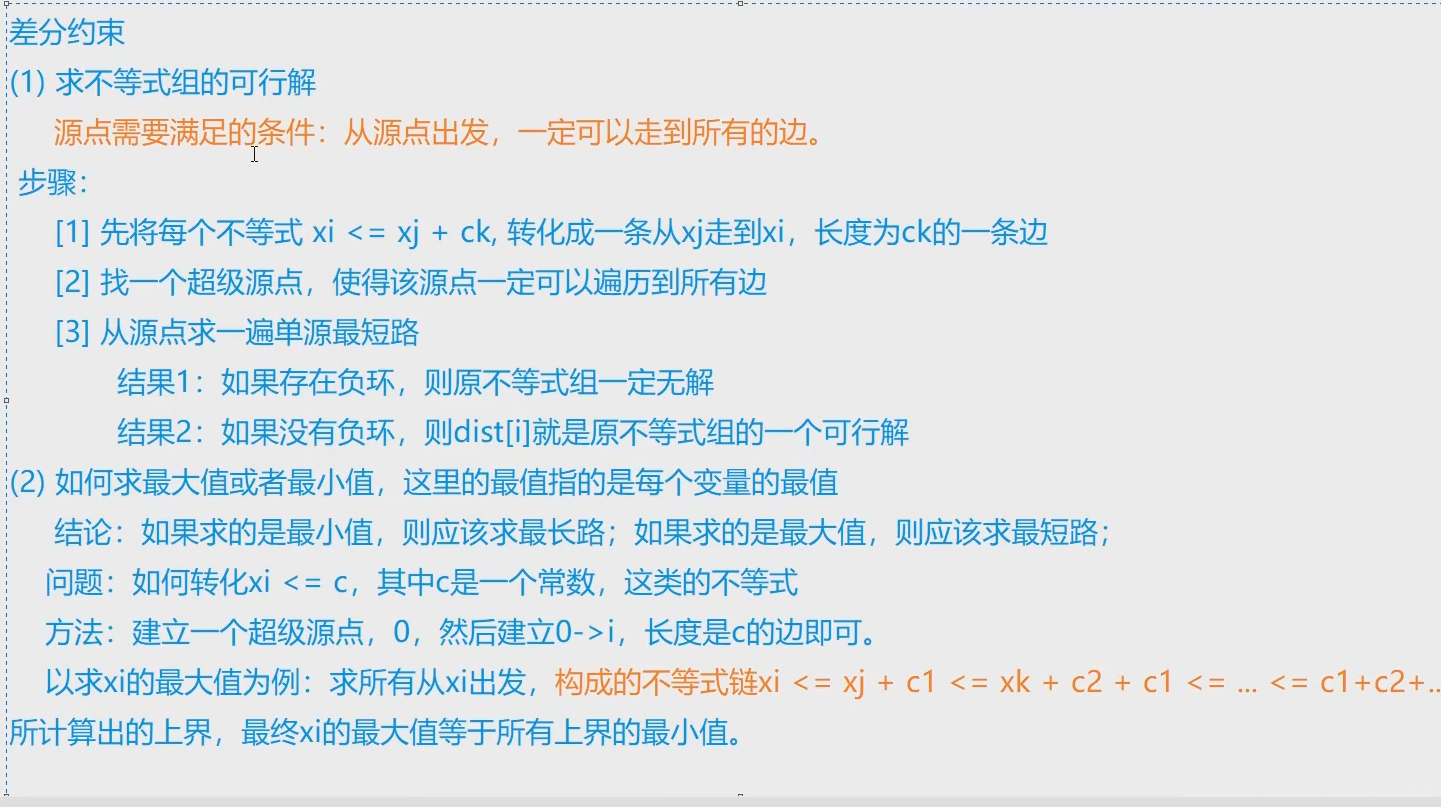 差分约束
(1) 求不等式组的可行解
源点需要满足的条件：从源点出发，一定可以走到所有的边。
步骤：
[1] 先将每个不等式 xi <= xj + ck, 转化成一条从xj走到xi，长度为ck的一条边
[2] 找一个超级源点，使得该源点一定可以遍历到所有边
[3] 从源点求一遍单源最短路
结果1：如果存在负环，则原不等式组一定无解
结果2：如果没有负环，则dist[i]就是原不等式组的一个可行解
(2) 如何求最大值或者最小值，这里的最值指的是每个变量的最值
结论：如果求的是最小值，则应该求最长路；如果求的是最大值，则应该求最短路；
问题：如何转化xi <= c，其中c是一个常数，这类的不等式
方法：建立一个超级源点，0，然后建立0->i，长度是c的边即可。
以求xi的最大值为例：求所有从xi出发，构成的不等式链xi <= xj + c1 <= xk + c2 + c1 <= ... <= c1+c2+...
所计算出的上界，最终xi的最大值等于所有上界的最小值。